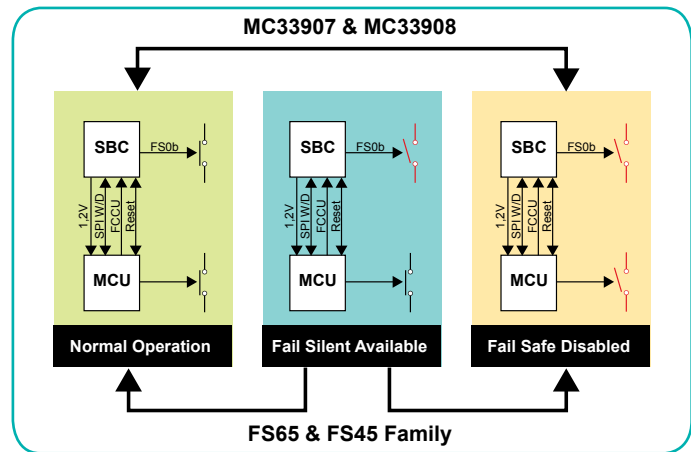 MC33907 & MC33908
SBC
FS0b
1,2V
SPI W/D
FCCU
Reset
MCU
Normal Operation
SBC
FS0b
1,2V
SPI W/D
FCCU
Reset
MCU
Fail Silent Available
SBC
FS0b
1,2V
SPI W/D
FCCU
Reset
MCU
Fail Safe Disabled
FS65 & FS45 Family